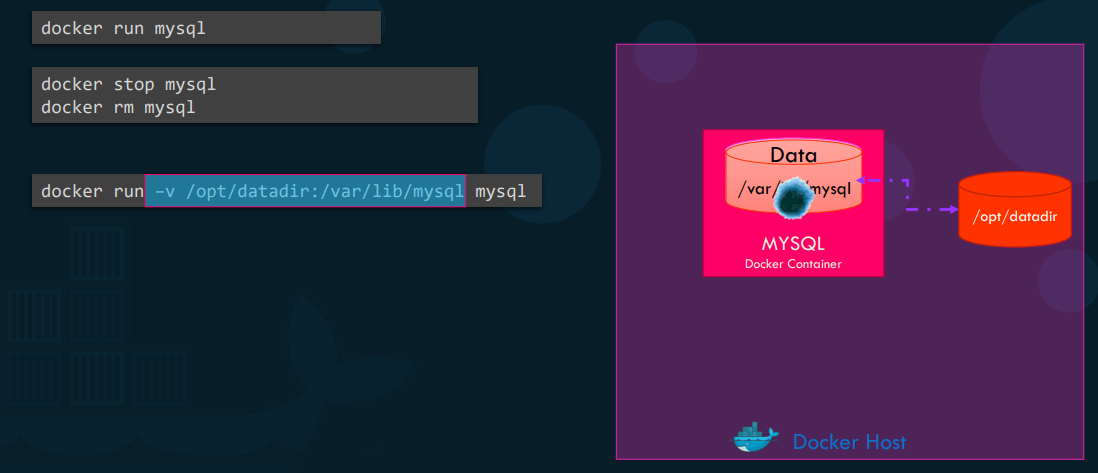 docker run mysql
docker stop mysql
docker rm mysql
docker run –v /opt/datadir:/var/lib/mysql mysql
Data
/var mysql
MYSQL
Docker Container
/opt/datadir
Docker Host